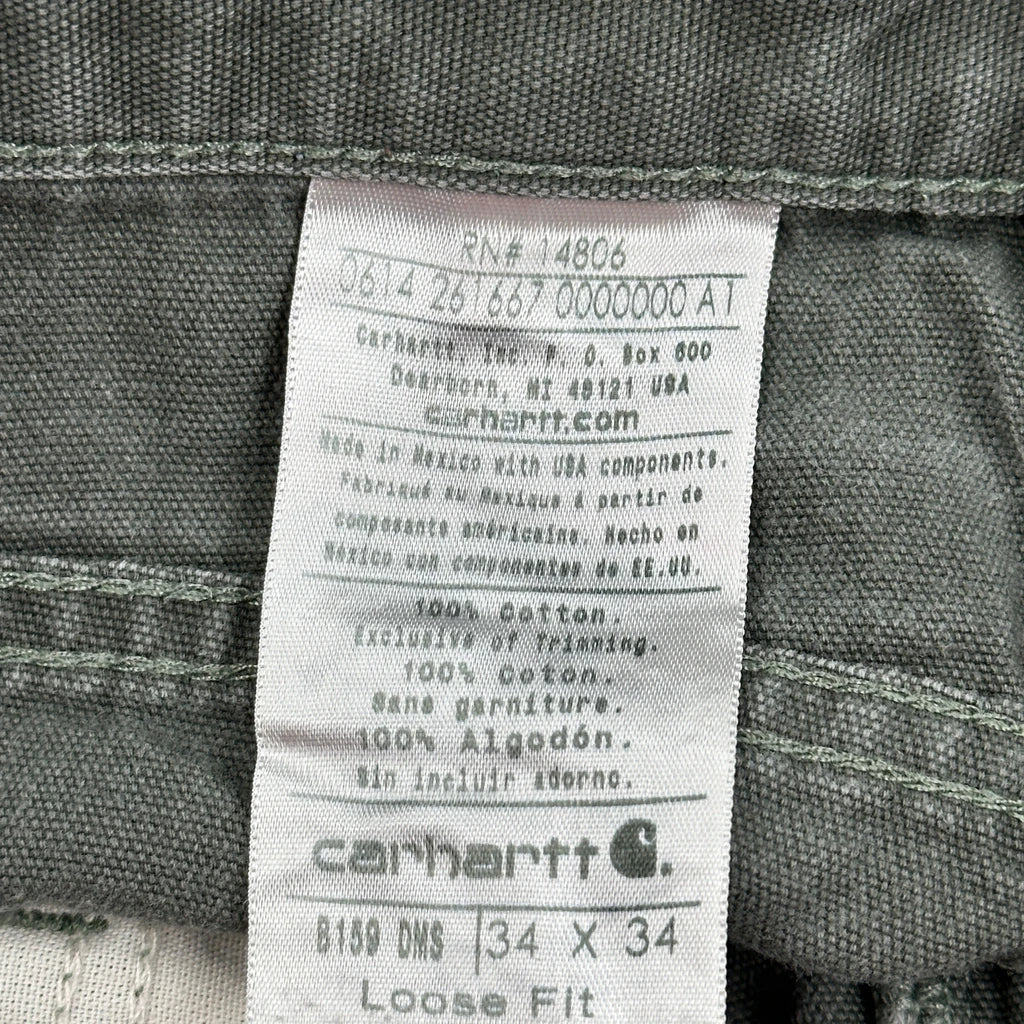 RN# 14806
0614 261667 0000000 A1
Carhartt, Inc. P. O. Box 600
Dearborn, MI 48121 USA
carhartt.com
Made in Mexico with USA components.
Fabriqué au Mexique à partir de
composants américains. Hecho en
México con componentes de EE.UU.
100% Cotton.
Exclusive of Trimming.
100% Coton.
Sans garniture.
100% Algodón.
Sin incluir adorno.
carhartt
B159 DMS 34 X 34
Loose Fit